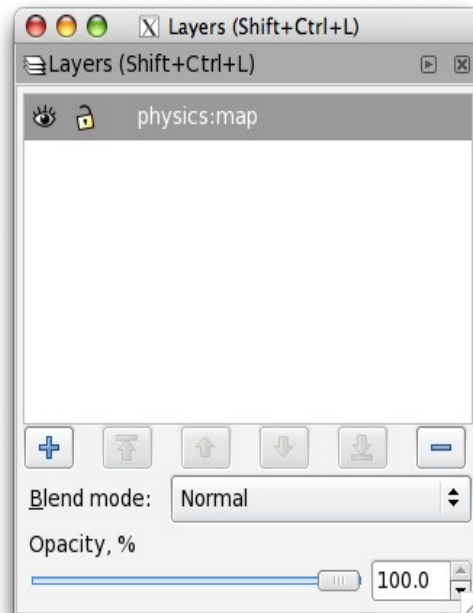 X Layers (Shift+Ctrl+L)
Layers (Shift+Ctrl+L)
physics:map
Blend mode: Normal
Opacity, %
100.0